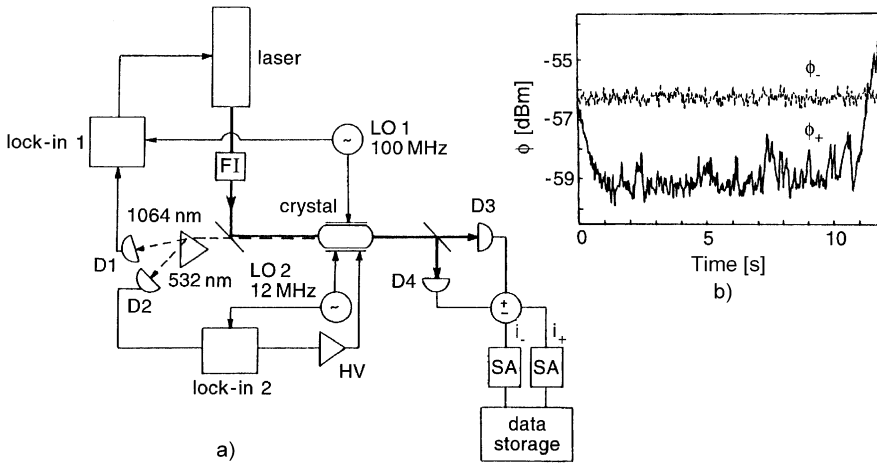 laser
lock-in 1
LO 1
100 MHz
FI
~
crystal
1064 nm
D1
532 nm
D2
LO 2
12 MHz
~
lock-in 2
HV
D3
D4
±
i-
i+
SA
SA
data
storage
a)
ϕ [dBm]
-55
-56
-57
-59
ϕ-
ϕ+
0
5
10
Time [s]
b)